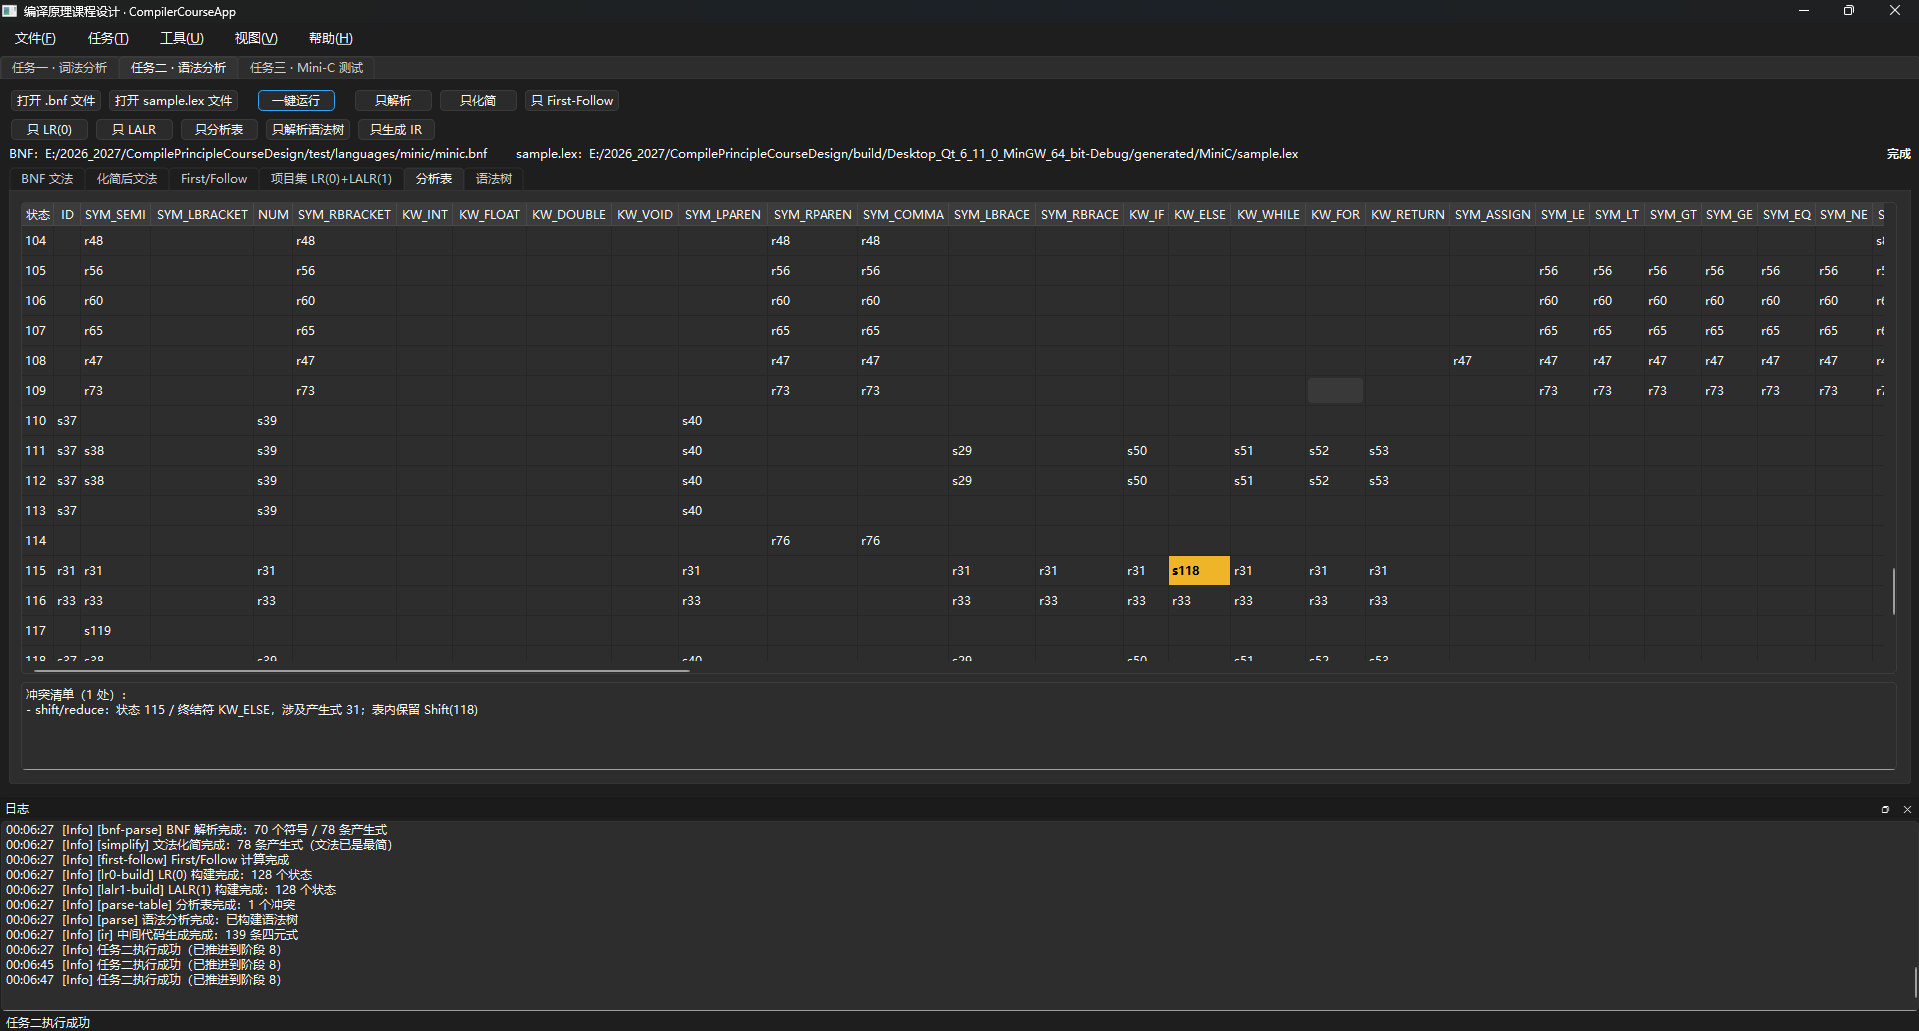 编译原理课程设计 · CompilerCourseApp
文件(F) 任务(T) 工具(U) 视图(V) 帮助(H)
任务一 · 词法分析 任务二 · 语法分析 任务三 · Mini-C 测试
打开 .bnf 文件 打开 sample.lex 文件 一键运行 只解析 只化简 只 First-Follow
只 LR(0) 只 LALR 只分析表 只解析语法树 只生成 IR
BNF: E:/2026_2027/CompilePrincipleCourseDesign/test/languages/minic/minic.bnf sample.lex: E:/2026_2027/CompilePrincipleCourseDesign/build/Desktop_Qt_6_11_0_MinGW_64_bit-Debug/generated/MiniC/sample.lex 完成
BNF 文法 化简后文法 First/Follow 项目集 LR(0)+LALR(1) 分析表 语法树
状态 ID SYM_SEMI SYM_LBRACKET NUM SYM_RBRACKET KW_INT KW_FLOAT KW_DOUBLE KW_VOID SYM_LPAREN SYM_RPAREN SYM_COMMA SYM_LBRACE SYM_RBRACE KW_IF KW_ELSE KW_WHILE KW_FOR KW_RETURN SYM_ASSIGN SYM_LE SYM_LT SYM_GT SYM_GE SYM_EQ SYM_NE S
104 r48 r48 r48 r48
105 r56 r56 r56 r56 r56 r56 r56 r56 r56 r56
106 r60 r60 r60 r60 r60 r60 r60 r60 r60 r60
107 r65 r65 r65 r65 r65 r65 r65 r65 r65 r65
108 r47 r47 r47 r47 r47 r47 r47 r47 r47 r47 r47
109 r73 r73 r73 r73 r73 r73 r73 r73 r73 r73
110 s37 s39 s40
111 s37 s38 s39 s40 s29 s50 s51 s52 s53
112 s37 s38 s39 s40 s29 s50 s51 s52 s53
113 s37 s39 s40
114 r76 r76
115 r31 r31 r31 r31 r31 r31 r31 s118 r31 r31 r31
116 r33 r33 r33 r33 r33 r33 r33 r33 r33 r33 r33
117 s119
118 s37 s38 s39 s40 s29 s50 s51 s52 s53
冲突清单（1 处）:
- shift/reduce: 状态 115 / 终结符 KW_ELSE，涉及产生式 31；表内保留 Shift(118)
日志
00:06:27 [Info] [bnf-parse] BNF 解析完成：70 个符号 / 78 条产生式
00:06:27 [Info] [simplify] 文法化简完成：78 条产生式（文法已是最简）
00:06:27 [Info] [first-follow] First/Follow 计算完成
00:06:27 [Info] [lr0-build] LR(0) 构建完成：128 个状态
00:06:27 [Info] [lalr1-build] LALR(1) 构建完成：128 个状态
00:06:27 [Info] [parse-table] 分析表完成：1 个冲突
00:06:27 [Info] [parse] 语法分析完成：已构建语法树
00:06:27 [Info] [ir] 中间代码生成完成：139 条四元式
00:06:27 [Info] 任务二执行成功（已推进到阶段 8）
00:06:45 [Info] 任务二执行成功（已推进到阶段 8）
00:06:47 [Info] 任务二执行成功（已推进到阶段 8）
任务二执行成功